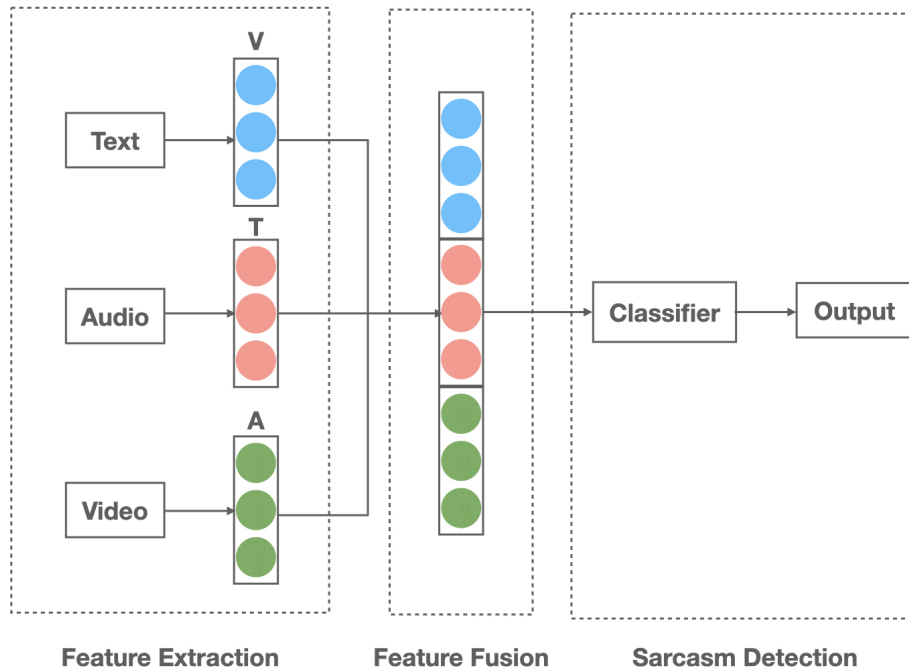 V
Text
T
Audio
Classifier
Output
A
Video
Feature Extraction
Feature Fusion
Sarcasm Detection